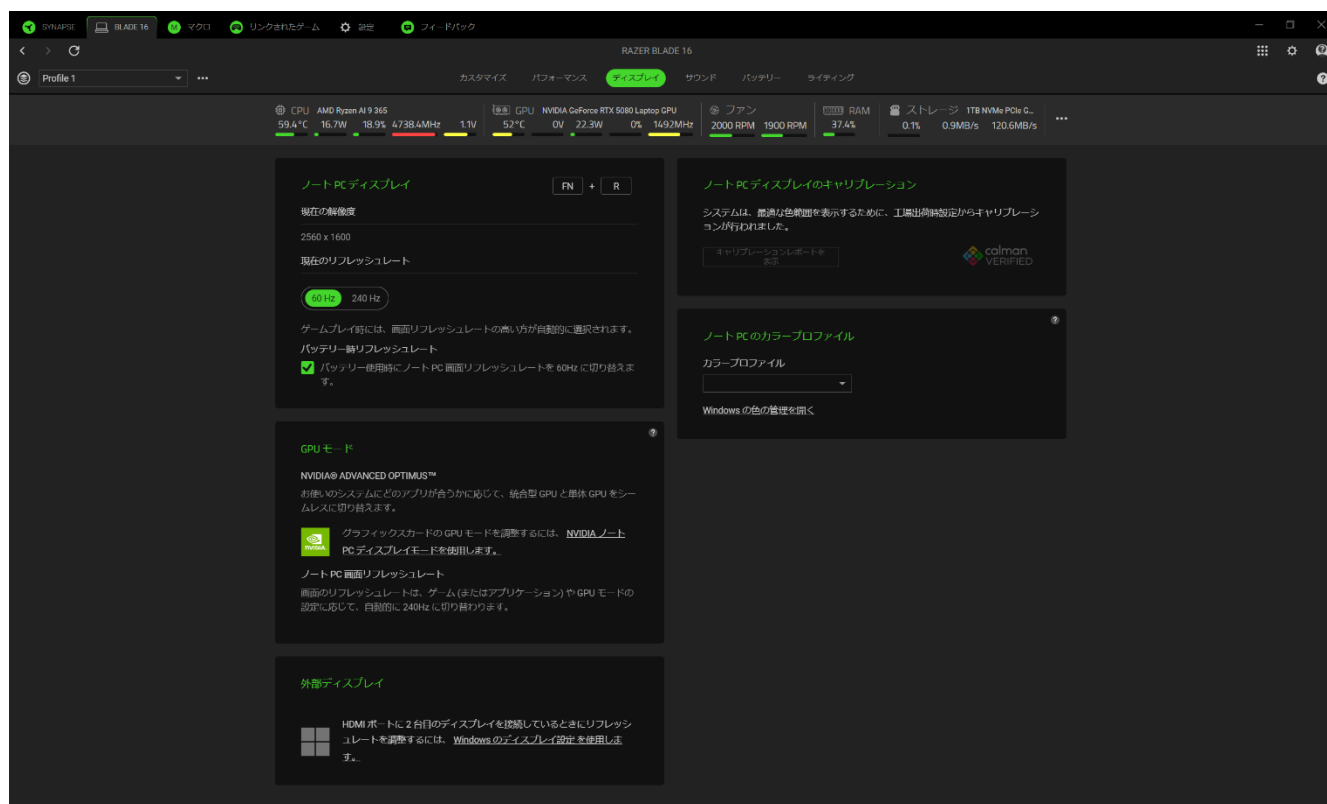 SYNAPSE
BLADE 16
マクロ
リンクされたゲーム
設定
フィードバック
RAZER BLADE 16
Profile 1
カスタマイズ
パフォーマンス
ディスプレイ
サウンド
バッテリー
ライティング
CPU AMD Ryzen AI 9 365
59.4°C 16.7W 18.9% 4738.4MHz 1.1V
GPU NVIDIA GeForce RTX 5080 Laptop GPU
52°C 0V 22.3W 0% 1492MHz
ファン
2000 RPM 1900 RPM
RAM
37.4%
ストレージ 1TB NVMe PCIe G...
0.1% 0.9MB/s 120.6MB/s
ノート PC ディスプレイ
FN + R
現在の解像度
2560 x 1600
現在のリフレッシュレート
60 Hz 240 Hz
ゲームプレイ時には、画面リフレッシュレートの高い方が自動的に選択されます。
バッテリー時リフレッシュレート
バッテリー使用時にノート PC 画面リフレッシュレートを 60Hz に切り替えま
す。
GPU モード
NVIDIA® ADVANCED OPTIMUS™
お使いのシステムにどのアプリが合うかに応じて、統合型 GPU と単体 GPU をシー
ムレスに切り替えます。
NVIDIA
グラフィックスカードの GPU モードを調整するには、 NVIDIA ノート
PC ディスプレイモードを使用します。
ノート PC 画面リフレッシュレート
画面のリフレッシュレートは、ゲーム (またはアプリケーション) や GPU モードの
設定に応じて、自動的に 240Hz に切り替わります。
外部ディスプレイ
HDMI ポートに 2 台目のディスプレイを接続しているときにリフレッシ
ュレートを調整するには、 Windows のディスプレイ設定 を使用しま
す。
ノート PC ディスプレイのキャリブレーション
システムは、最適な色範囲を表示するために、工場出荷時設定からキャリブレーシ
ョンが行われました。
キャリブレーションレポートを
表示
calman
VERIFIED
ノート PC のカラープロファイル
カラープロファイル
Windows の色の管理を開く